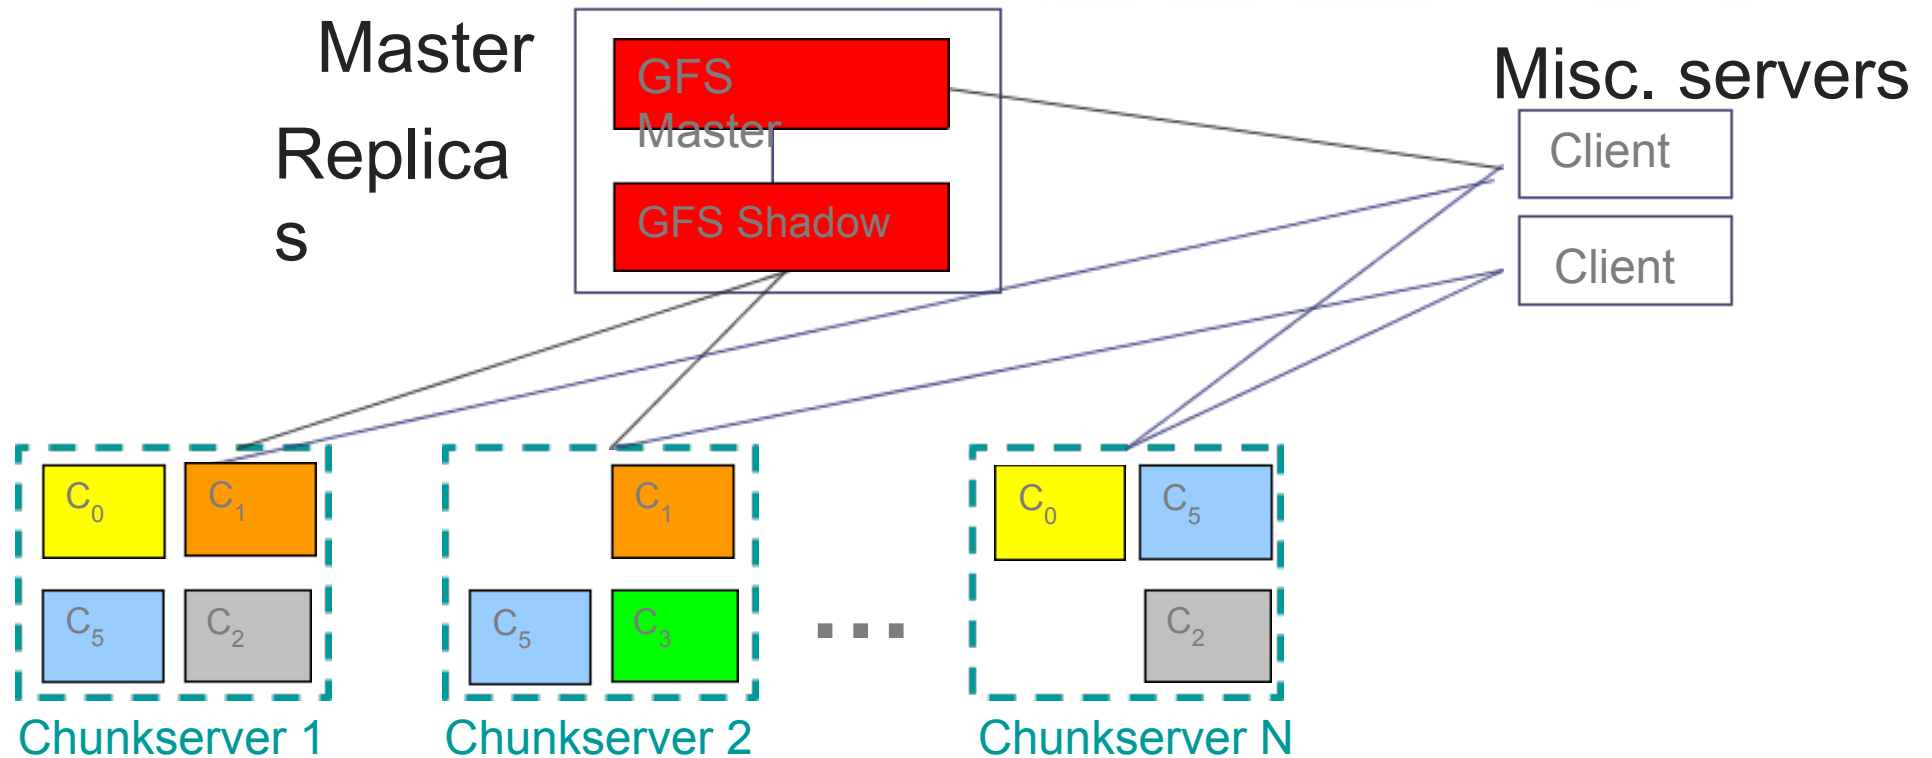 Master
Replica
s
GFS
Master
GFS Shadow
Misc. servers
Client
Client
C0
C1
C5
C2
C1
C5
C3
...
C0
C5
C2
Chunkserver 1
Chunkserver 2
Chunkserver N